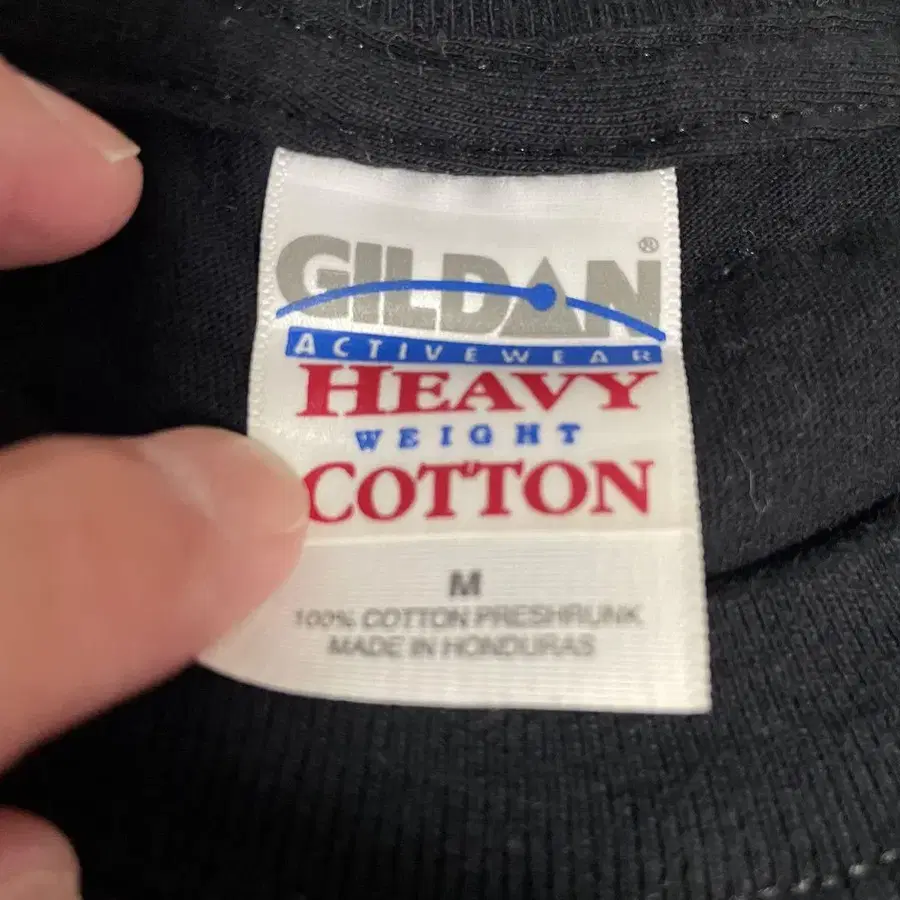 GILDAN®
ACTIVEWEAR
HEAVY
WEIGHT
COTTON
M
100% COTTON PRESHRUNK
MADE IN HONDURAS